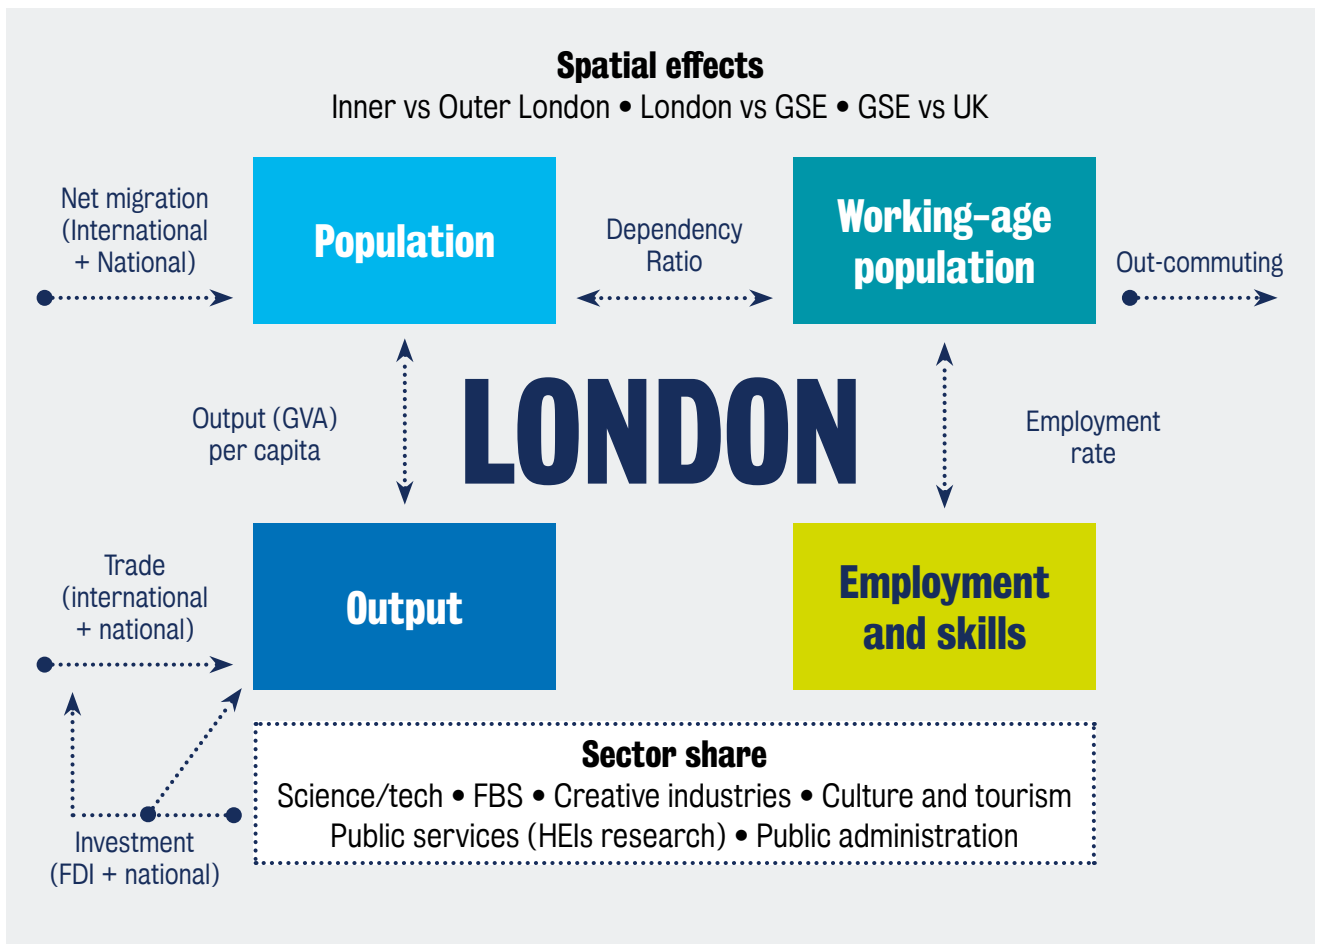 Spatial effects
Inner vs Outer London • London vs GSE • GSE vs UK
Net migration
(International
+ National)
Population
Dependency
Ratio
Working-age
population
Out-commuting
Output (GVA)
per capita
LONDON
Employment
rate
Trade
(international
+ national)
Output
Employment
and skills
Sector share
Science/tech • FBS • Creative industries • Culture and tourism
Public services (HEIs research) • Public administration
Investment
(FDI + national)